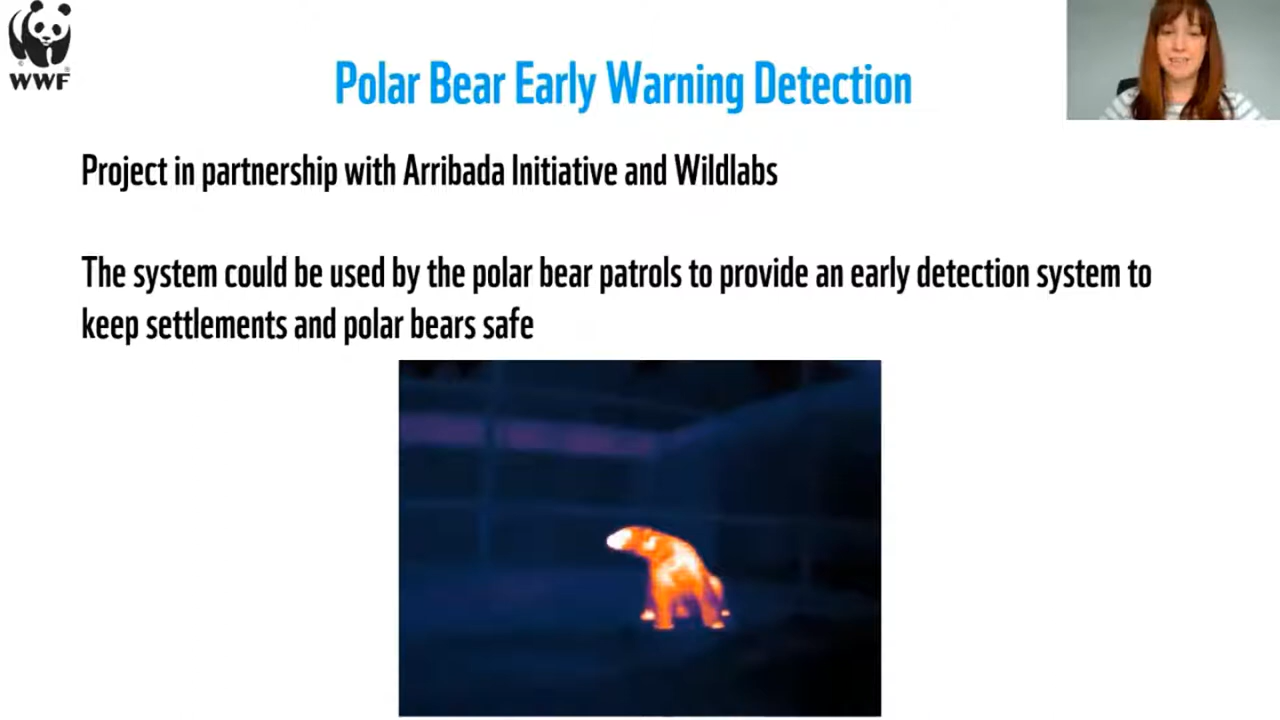 WWF
Polar Bear Early Warning Detection
Project in partnership with Arribada Initiative and Wildlabs
The system could be used by the polar bear patrols to provide an early detection system to
keep settlements and polar bears safe